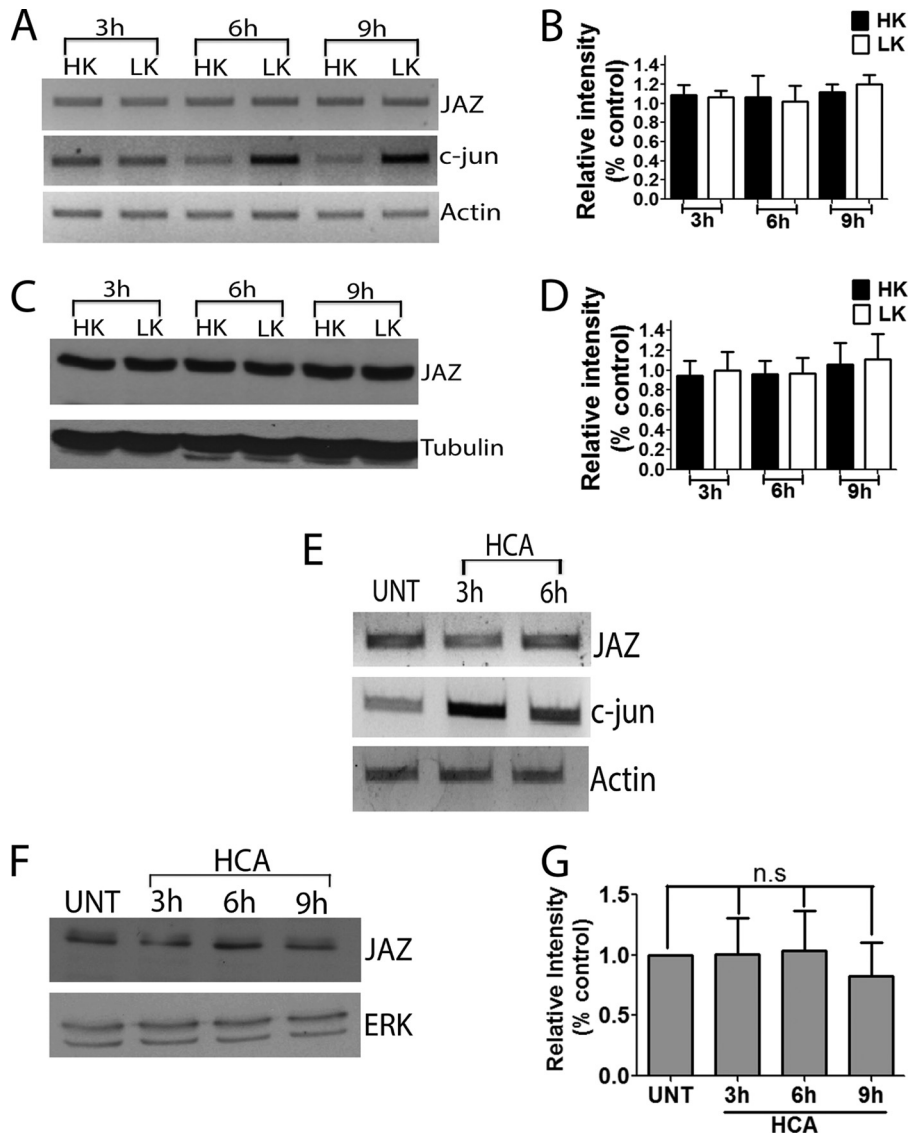 A
3h 6h 9h
HK LK HK LK HK LK
JAZ
c-jun
Actin
B
HK
LK
Relative intensity
(% control)
1.4
1.2
1.0
0.8
0.6
0.4
0.2
0.0
3h 6h 9h
C
3h 6h 9h
HK LK HK LK HK LK
JAZ
Tubulin
D
HK
LK
Relative intensity
(% control)
1.4
1.2
1.0
0.8
0.6
0.4
0.2
0.0
3h 6h 9h
E
HCA
UNT 3h 6h
JAZ
c-jun
Actin
F
HCA
UNT 3h 6h 9h
JAZ
ERK
G
n.s
Relative Intensity
(% control)
1.5
1.0
0.5
0.0
UNT 3h 6h 9h
HCA